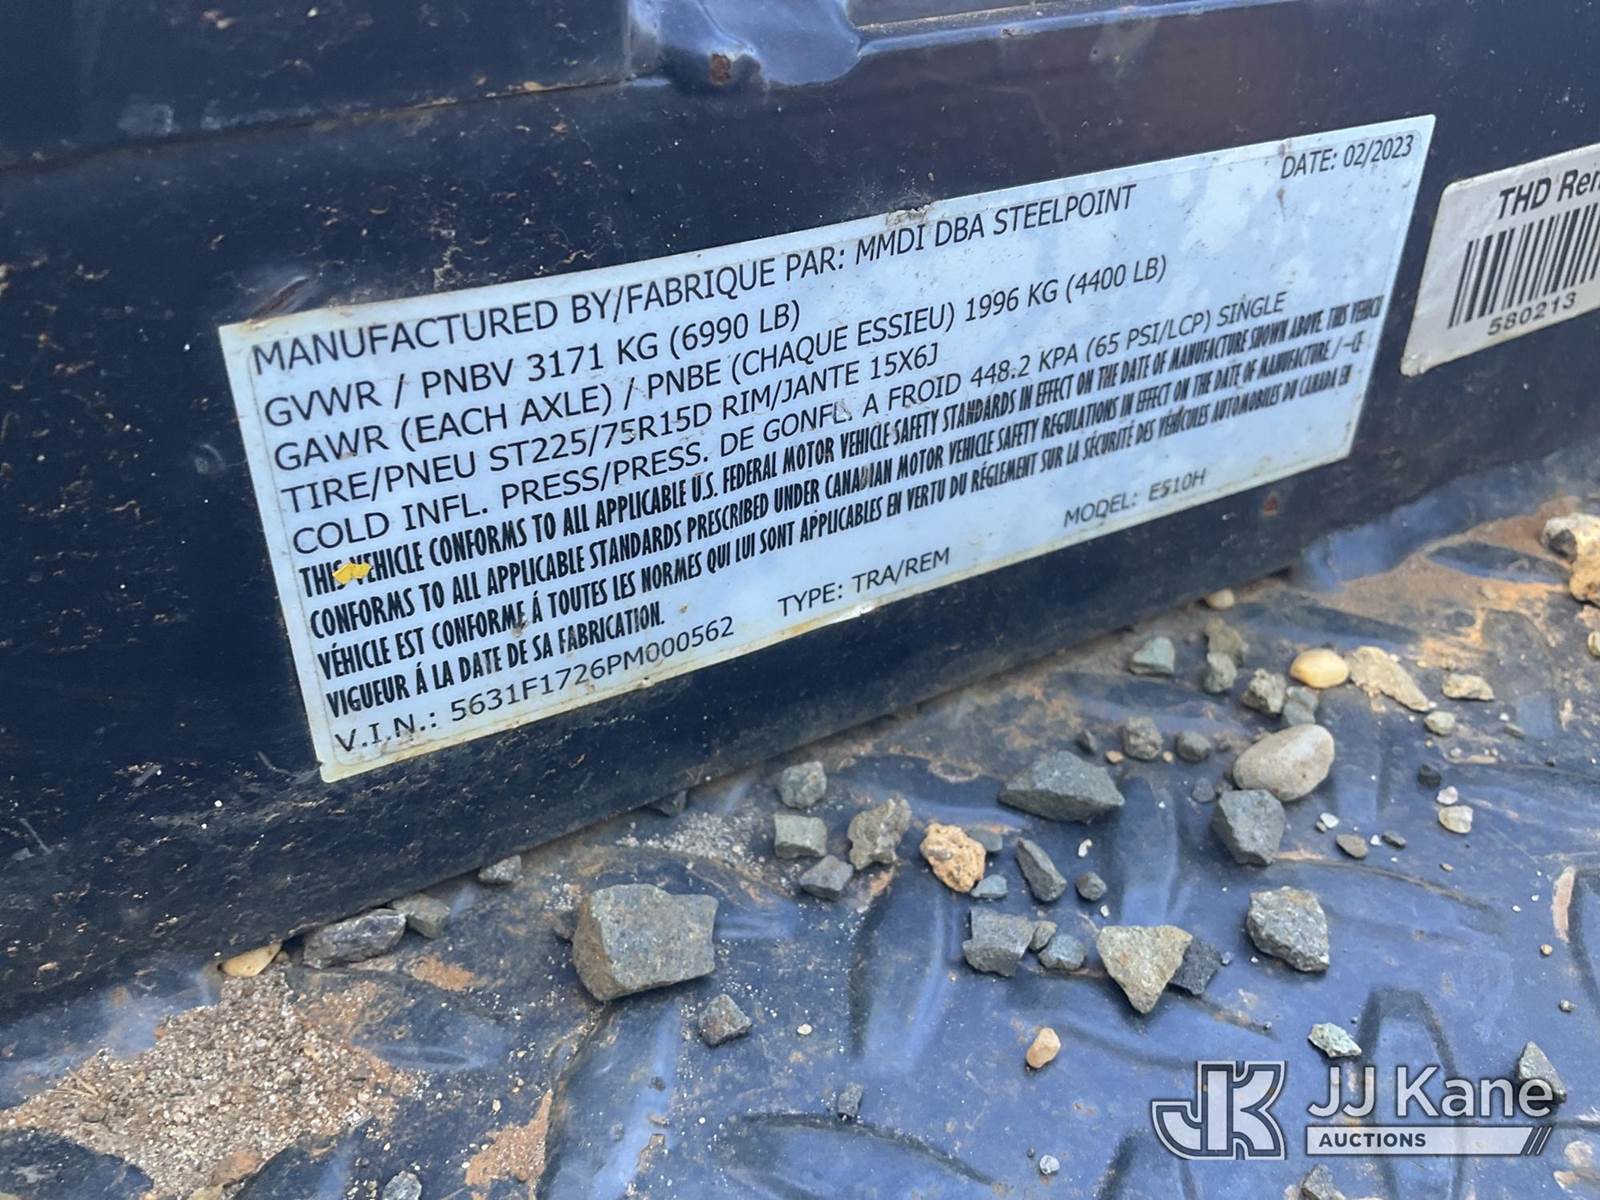 DATE: 02/2023
MANUFACTURED BY/FABRIQUE PAR: MMDI DBA STEELPOINT
GVWR / PNBV 3171 KG (6990 LB)
GAWR (EACH AXLE) / PNBE (CHAQUE ESSIEU) 1996 KG (4400 LB)
TIRE/PNEU ST225/75R15D RIM/JANTE 15X6J
COLD INFL. PRESS/PRESS. DE GONFL. A FROID 448.2 KPA (65 PSI/LCP) SINGLE
THIS VEHICLE CONFORMS TO ALL APPLICABLE U.S. FEDERAL MOTOR VEHICLE SAFETY STANDARDS IN EFFECT ON THE DATE OF MANUFACTURE SHOWN ABOVE. THIS VEHICLE
CONFORMS TO ALL APPLICABLE STANDARDS PRESCRIBED UNDER CANADIAN MOTOR VEHICLE SAFETY REGULATIONS IN EFFECT ON THE DATE OF MANUFACTURE. / -CE
VÉHICLE EST CONFORME Á TOUTES LES NORMES QUI LUI SONT APPLICABLES EN VERTU DU RÉGLEMENT SUR LA SÉCURITÉ DES VÉHICULES AUTOMOBILES DU CANADA EN
VIGUEUR Á LA DATE DE SA FABRICATION.
V.I.N.: 5631F1726PM000562 TYPE: TRA/REM MODEL: E510H
THD Ren
580213
JK JJ Kane
AUCTIONS